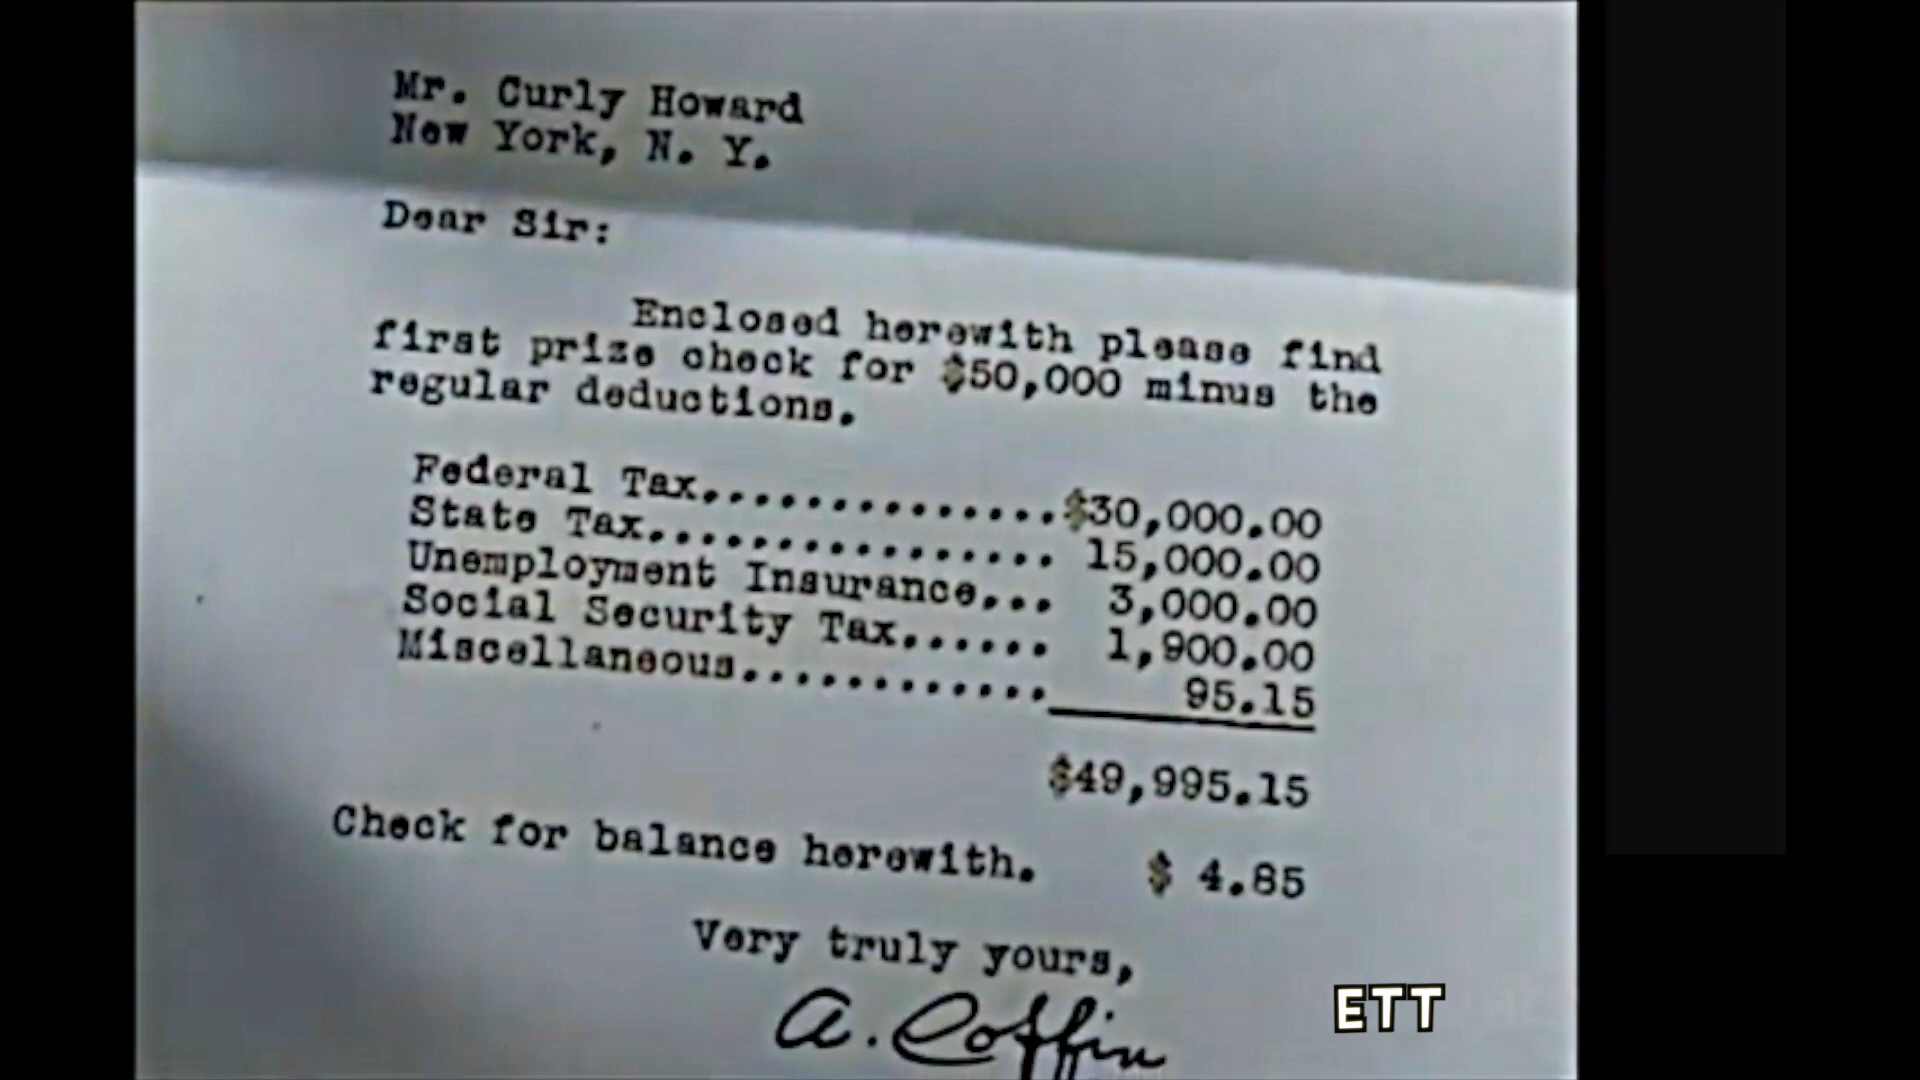 Mr. Curly Howard
New York, N. Y.
Dear Sir:
Enclosed herewith please find
first prize check for $50,000 minus the
regular deductions.
Federal Tax..............$30,000.00
State Tax................ 15,000.00
Unemployment Insurance... 3,000.00
Social Security Tax...... 1,900.00
Miscellaneous............ 95.15
$49,995.15
Check for balance herewith. $ 4.85
Very truly yours,
A. Coffin
ETT